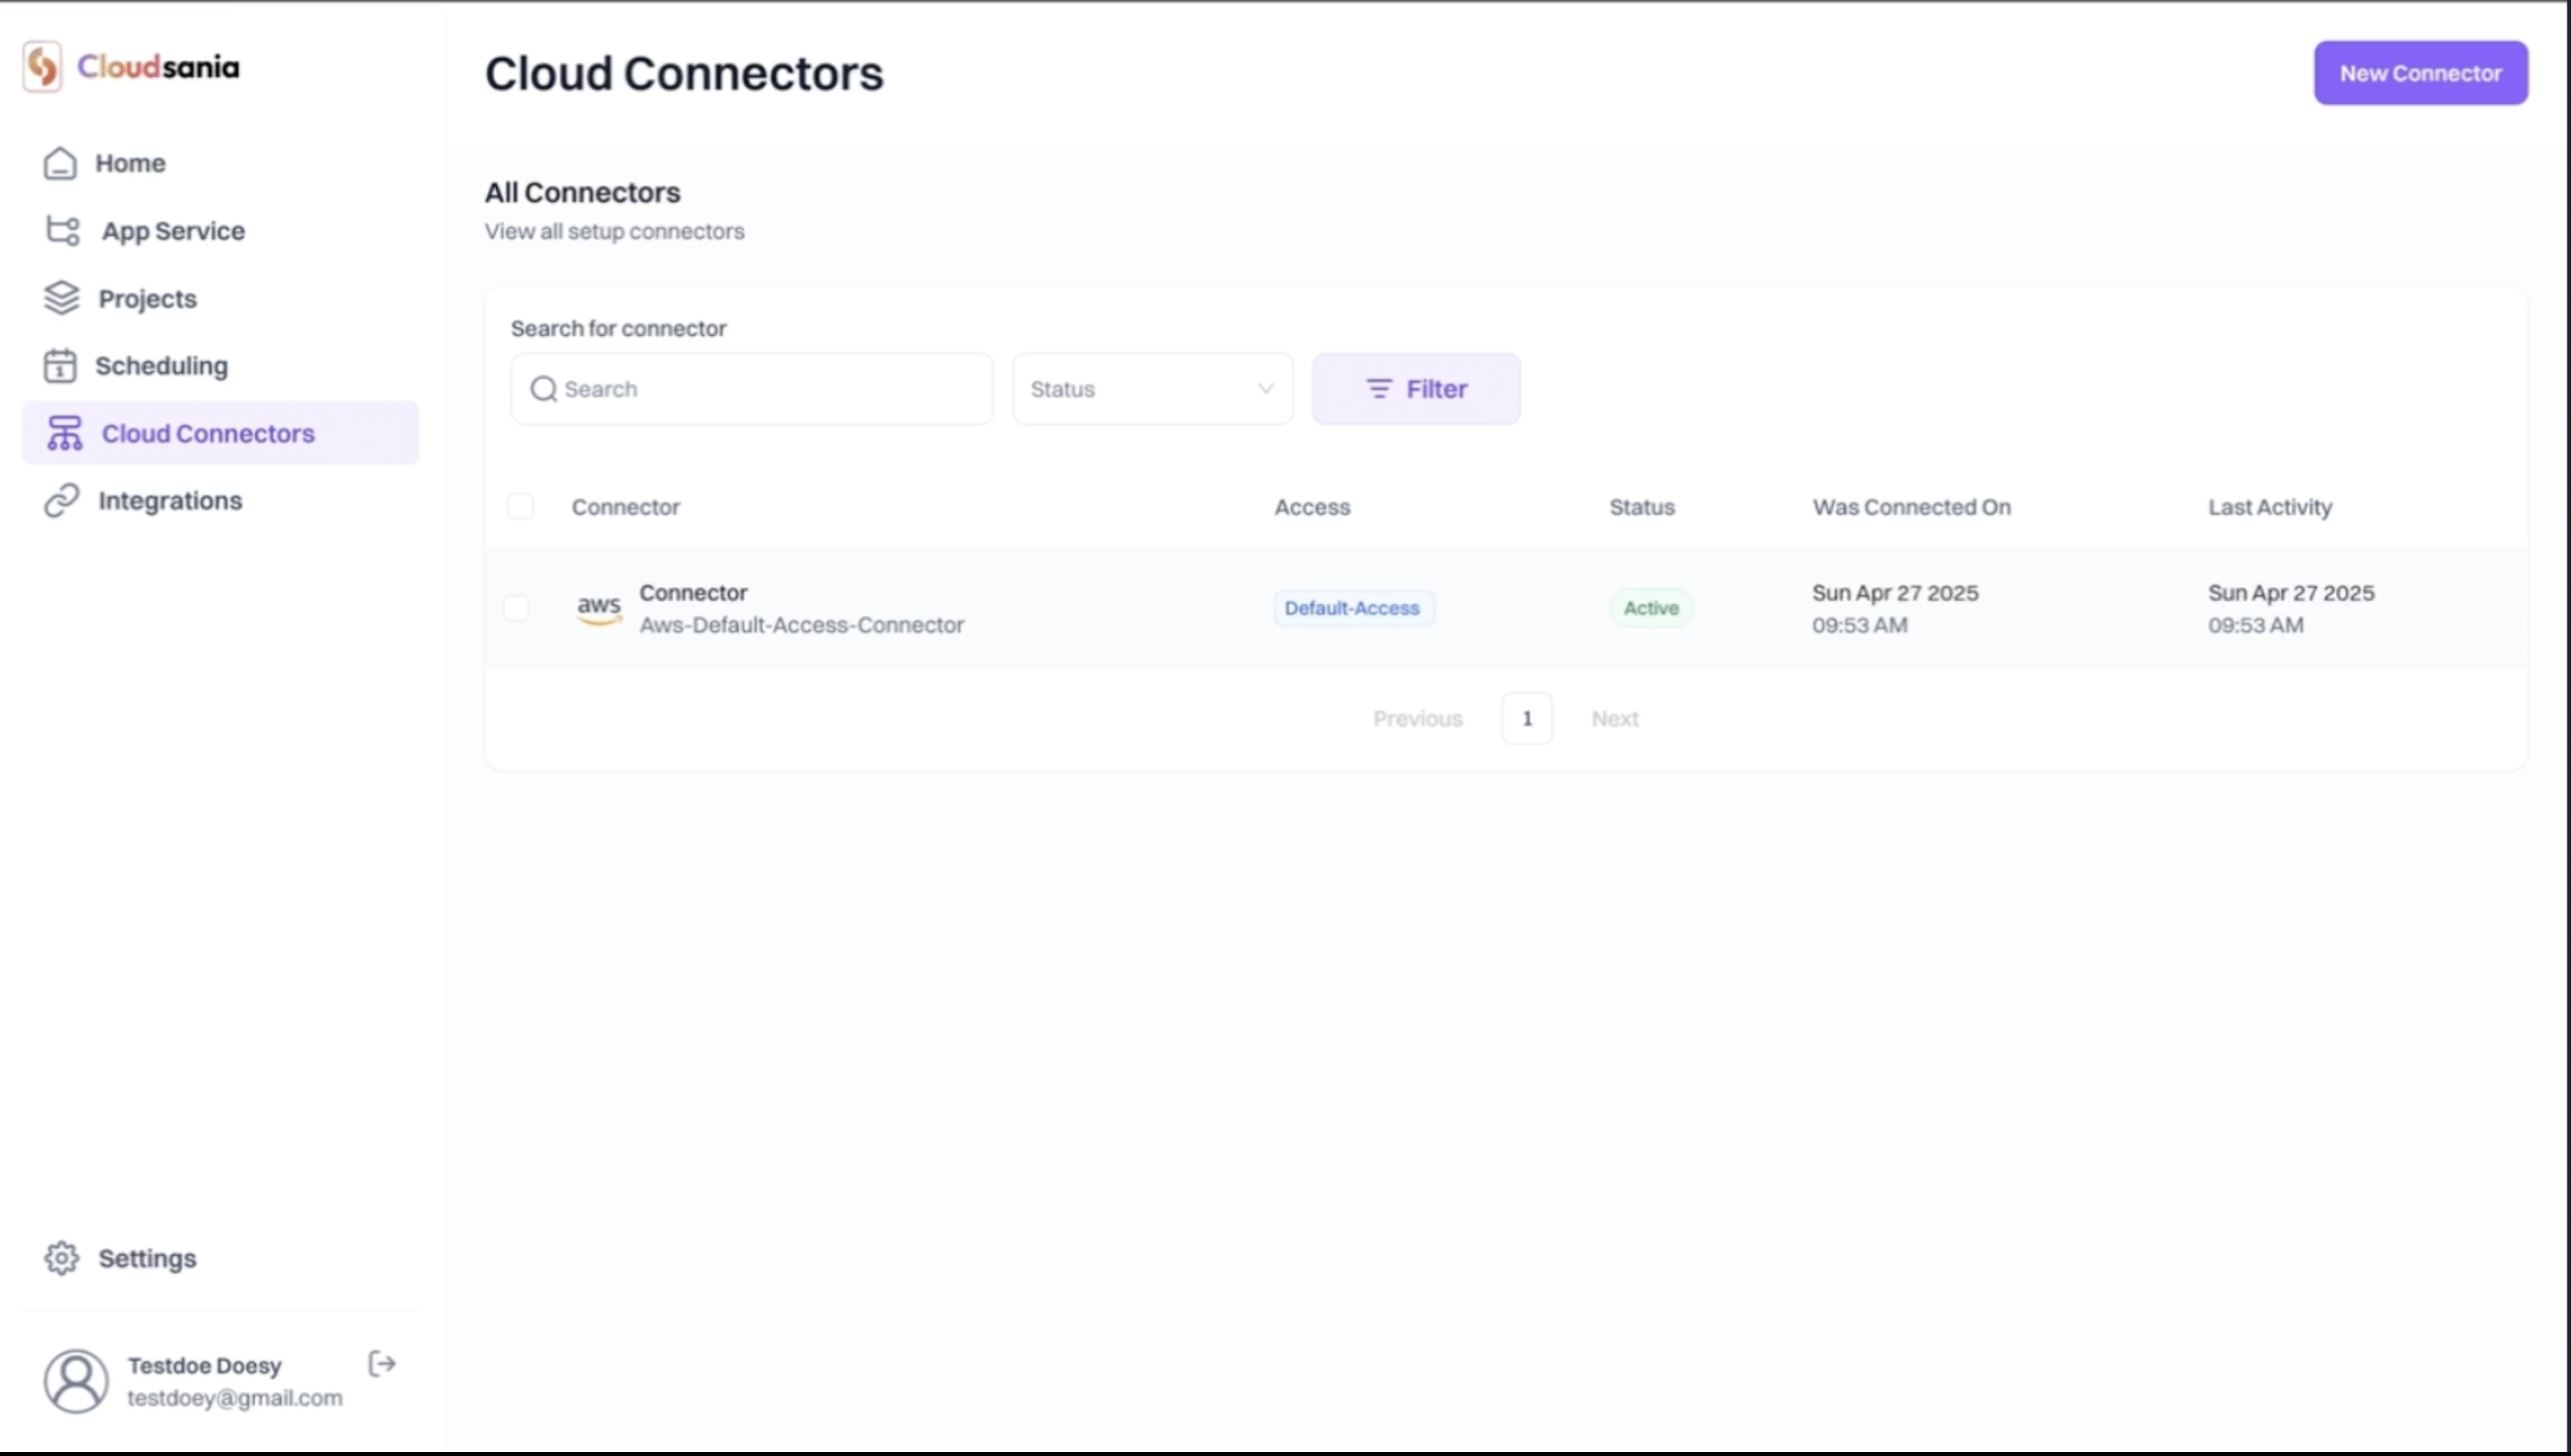 Cloudsania
Home
App Service
Projects
1
Scheduling
Cloud Connectors
Integrations
Settings
Testdoe Doesy
testdoey@gmail.com
Cloud Connectors
New Connector
All Connectors
View all setup connectors
Search for connector
Search
Status
Filter
Connector Access Status Was Connected On Last Activity
aws
Connector
Aws-Default-Access-Connector
Default-Access
Active
Sun Apr 27 2025
09:53 AM
Sun Apr 27 2025
09:53 AM
Previous 1 Next